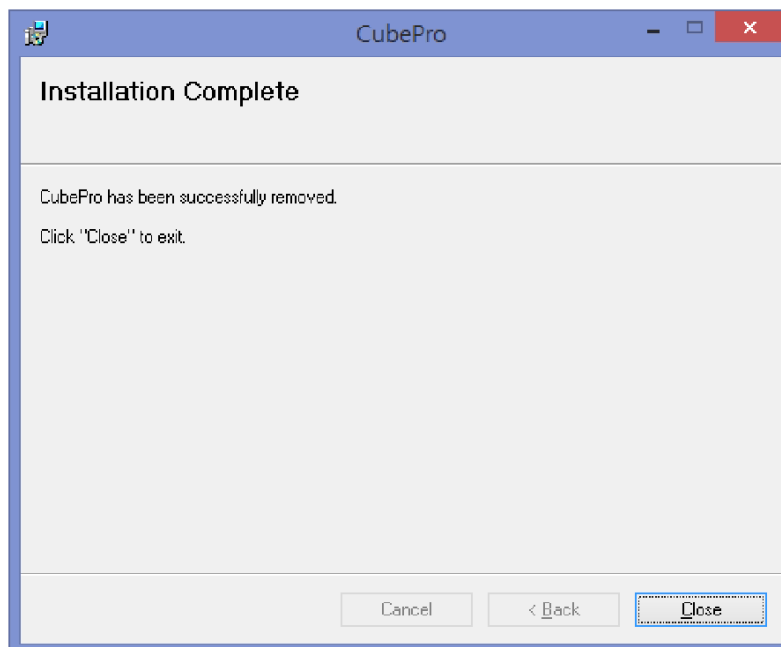 CubePro
Installation Complete
CubePro has been successfully removed.
Click "Close" to exit.
Cancel
< Back
Close